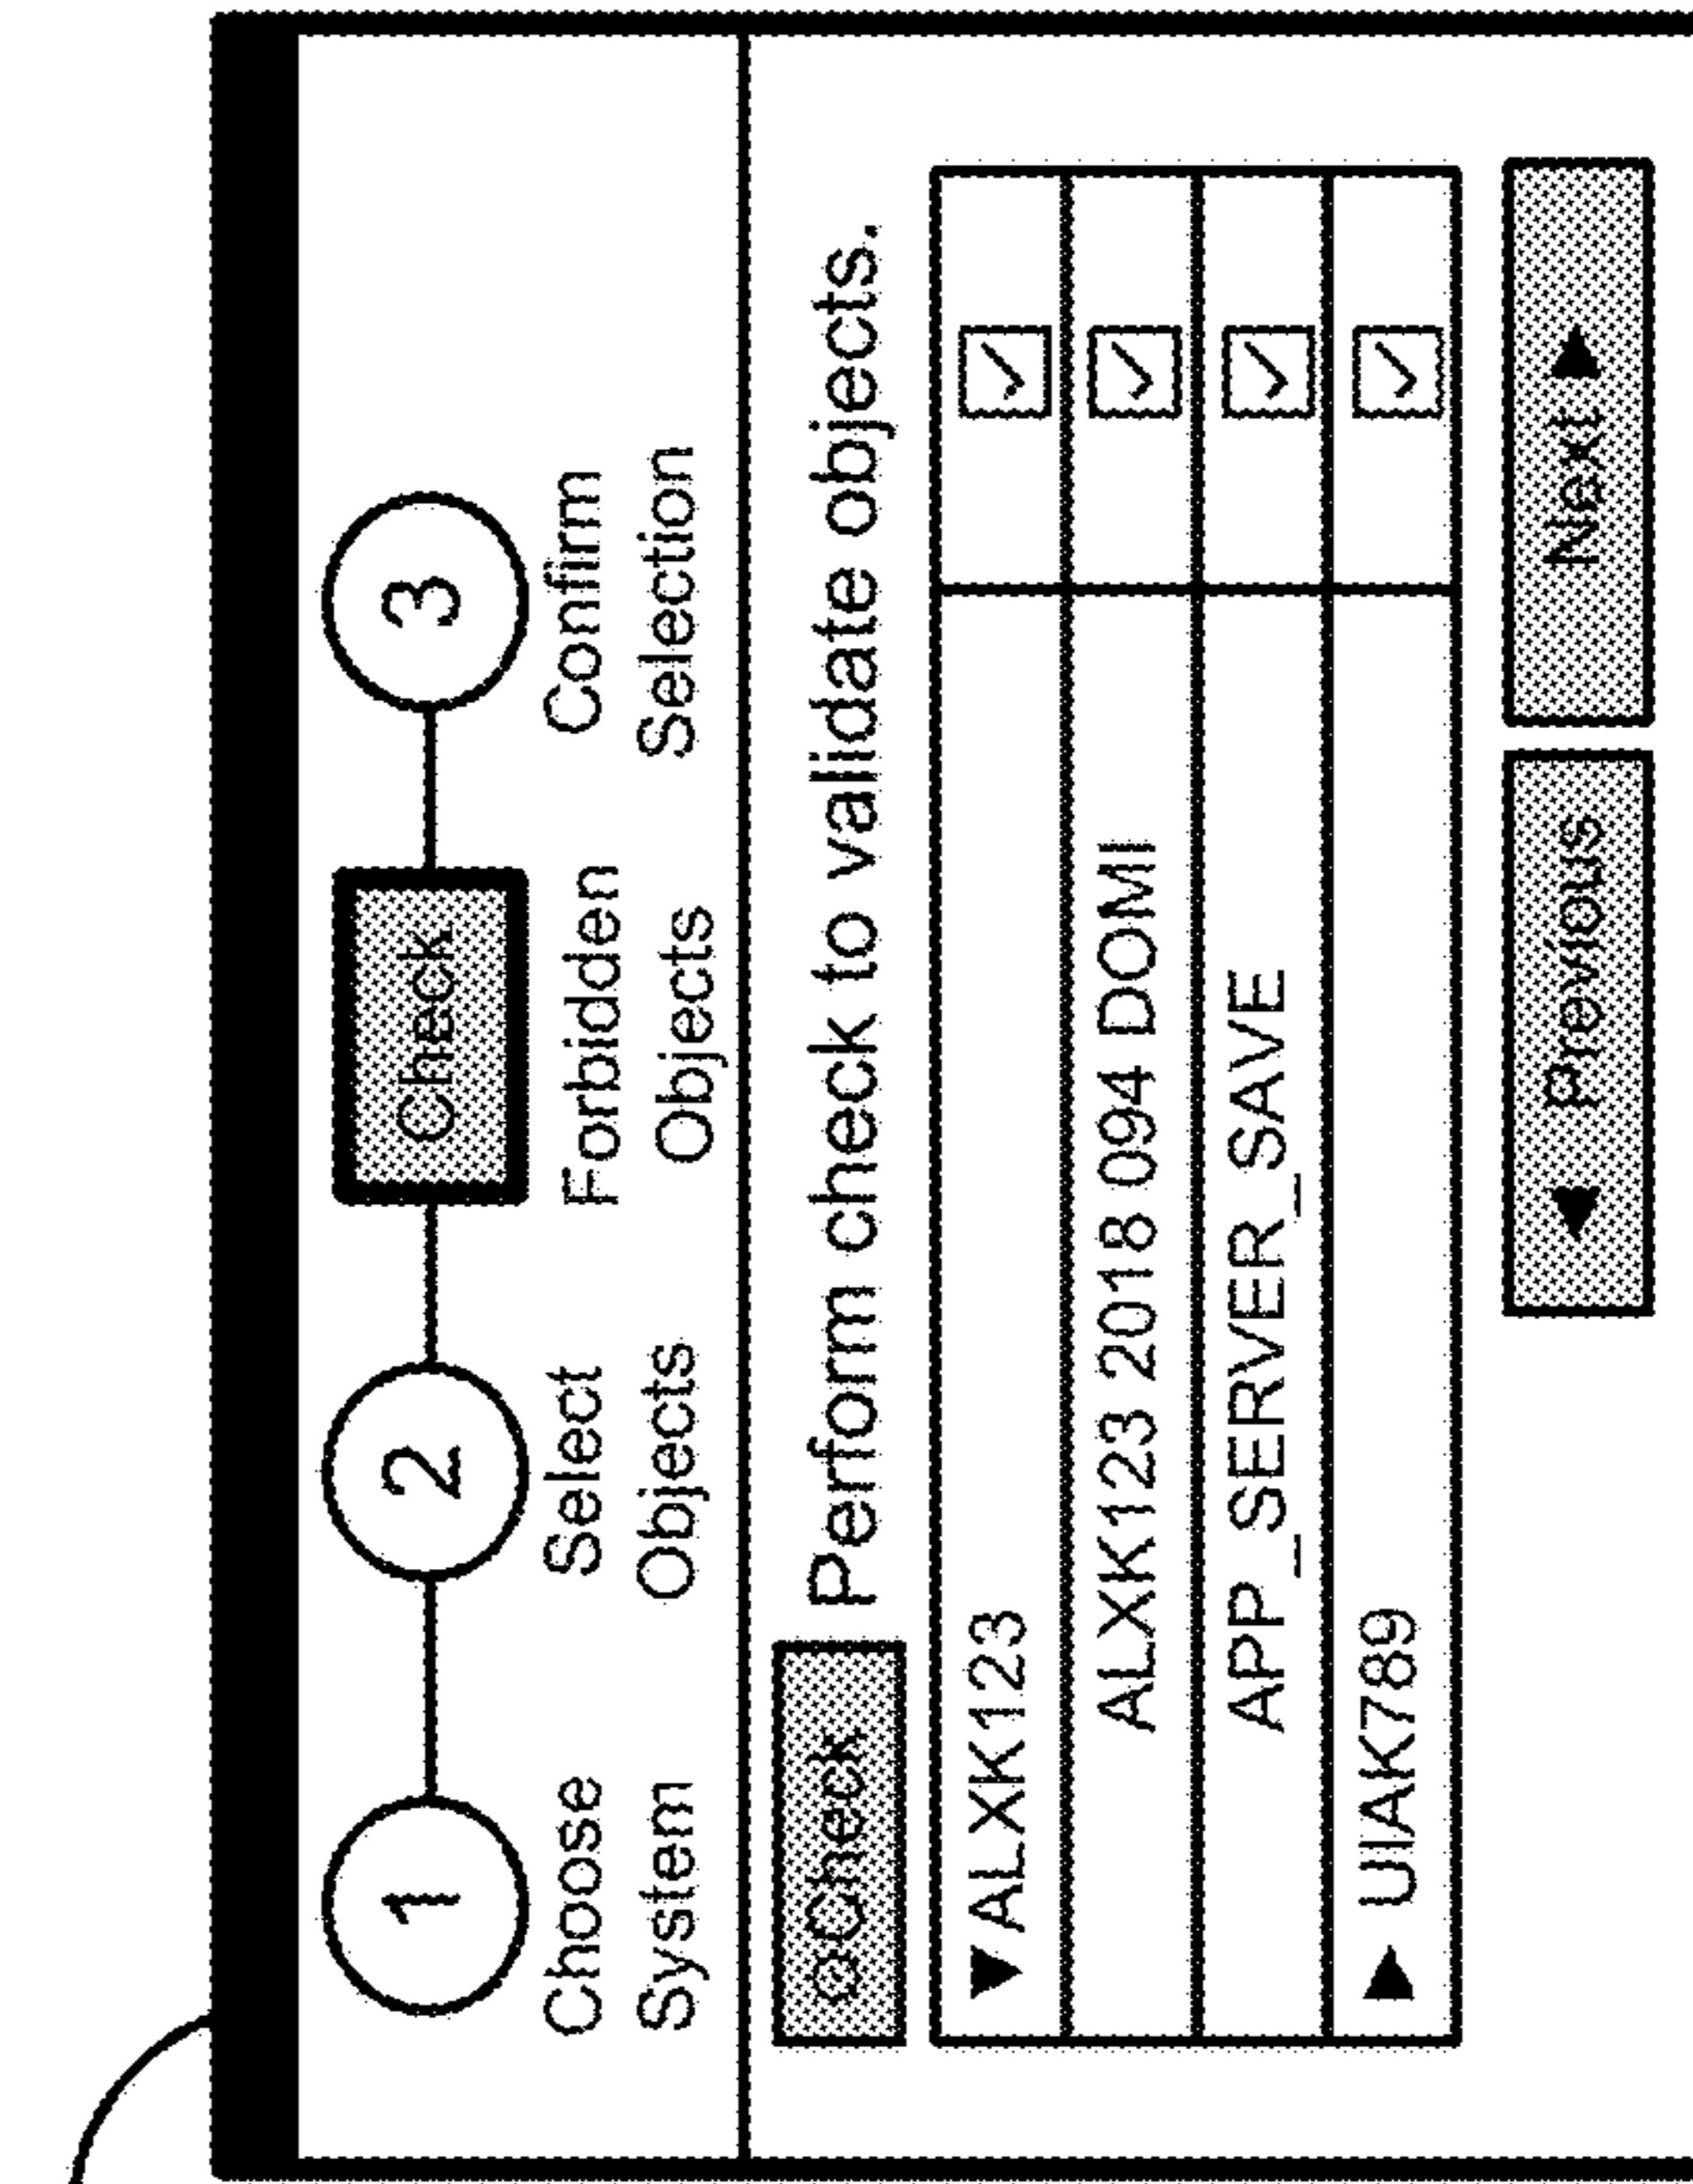 1
2
Check
3
Choose
System
Select
Objects
Forbidden
Objects
Confirm
Selection
Check Perform check to validate objects.
ALXK123
ALXK123 2018 094 DOMI
APP_SERVER_SAVE
UIAK789
Previous
Next